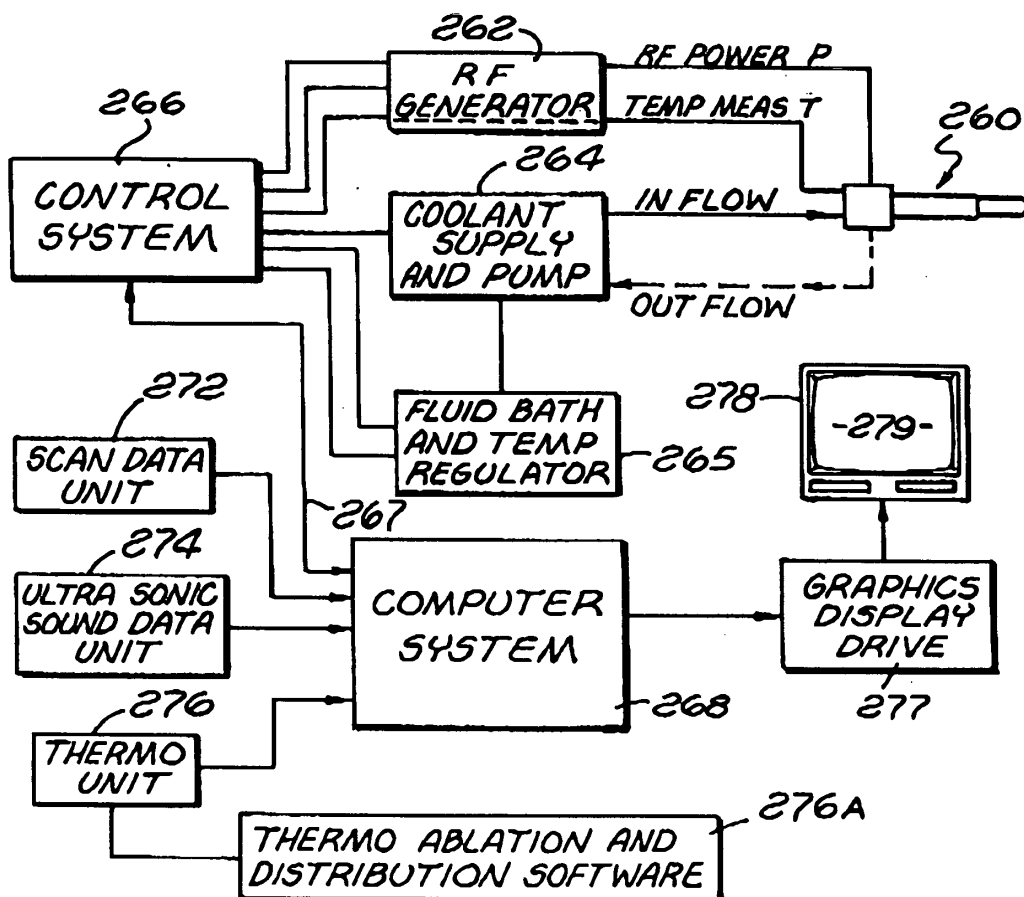 262
RF
GENERATOR
RF POWER P
TEMP MEAS T
260
266
CONTROL
SYSTEM
264
COOLANT
SUPPLY
AND PUMP
IN FLOW
OUT FLOW
272
SCAN DATA
UNIT
267
FLUID BATH
AND TEMP
REGULATOR
265
278
-279-
274
ULTRA SONIC
SOUND DATA
UNIT
COMPUTER
SYSTEM
268
GRAPHICS
DISPLAY
DRIVE
277
276
THERMO
UNIT
276A
THERMO ABLATION AND
DISTRIBUTION SOFTWARE